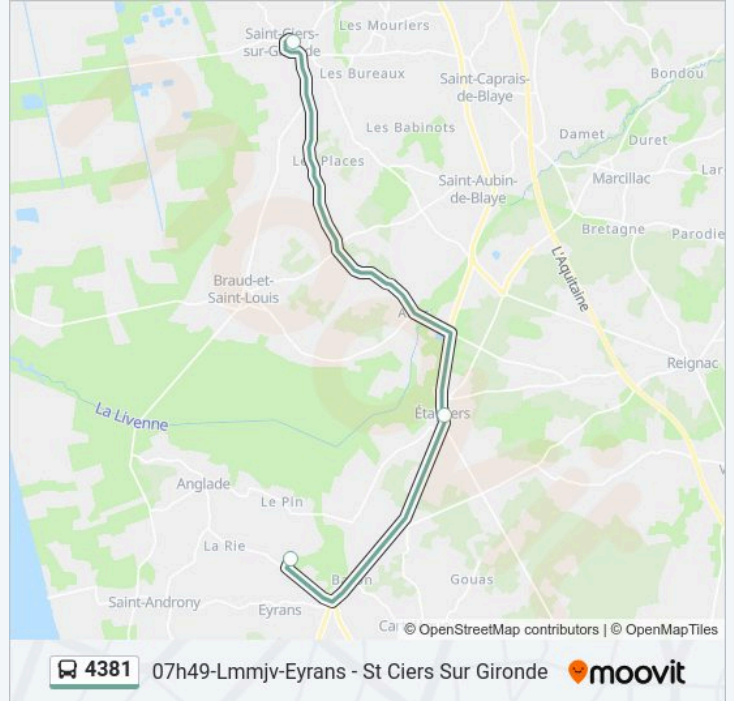 Les Mouriers
Saint-Ciers-
sur-Gironde
Les Bureaux
Saint-Caprais-
de-Blaye
Bondou
Les Babinots
Damet
Duret
Les Places
Marcillac
Lar
Saint-Aubin-
de-Blaye
Bretagne
Parodie
L'Aquitaine
Braud-et-
Saint-Louis
A
Reignac
La Livenne
Étauliers
V
Anglade
Le Pin
La Rie
Gouas
Saint-Androny
Eyrans
Car
© OpenStreetMap contributors | © OpenMapTiles
4381
07h49-Lmmjv-Eyrans - St Ciers Sur Gironde
moovit